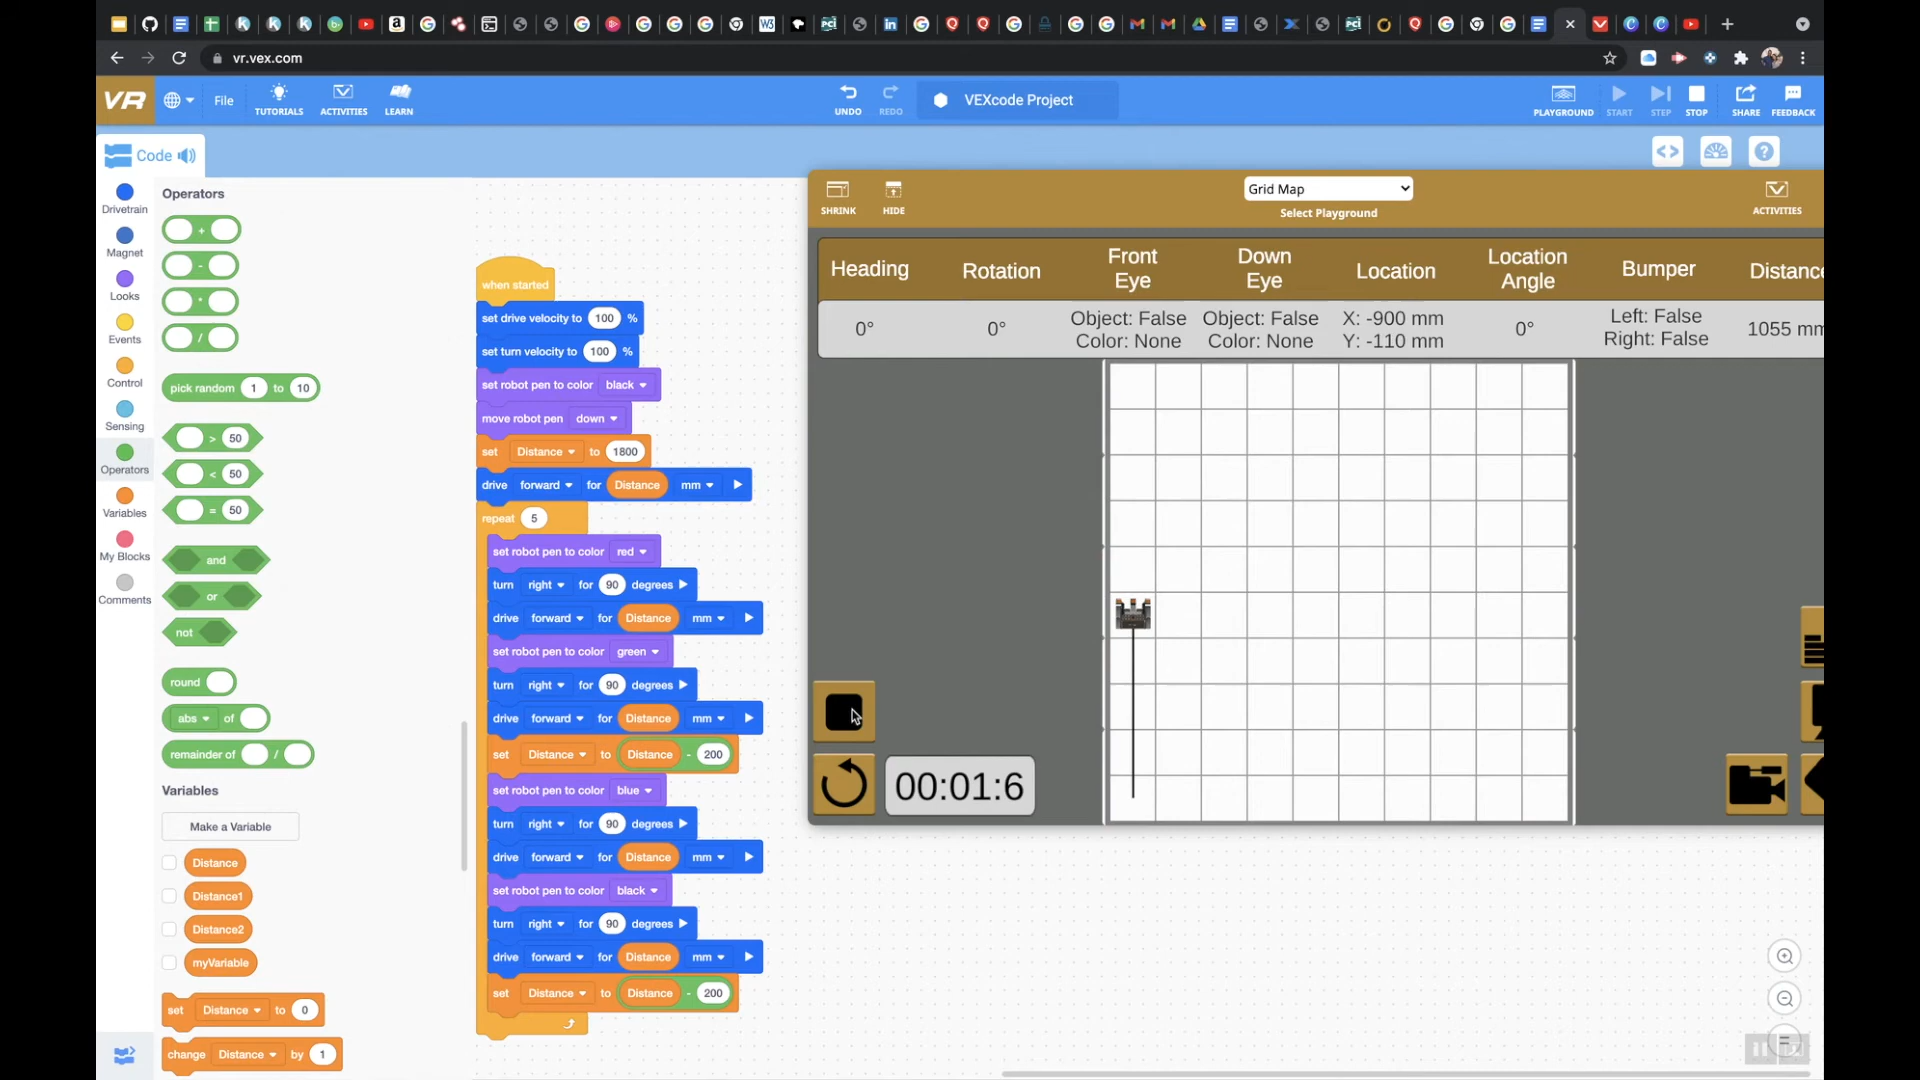 vr.vex.com
VR
File
TUTORIALS
ACTIVITIES
LEARN
UNDO
REDO
VEXcode Project
PLAYGROUND
START
STEP
STOP
SHARE
FEEDBACK
Code
Drivetrain
Magnet
Looks
Events
Control
Sensing
Operators
Variables
My Blocks
Comments
Operators
+
-
*
/
pick random 1 to 10
> 50
< 50
= 50
and
or
not
round
abs of
remainder of /
Variables
Make a Variable
Distance
Distance1
Distance2
myVariable
set Distance to 0
change Distance by 1
when started
set drive velocity to 100 %
set turn velocity to 100 %
set robot pen to color black
move robot pen down
set Distance to 1800
drive forward for Distance mm
repeat 5
set robot pen to color red
turn right for 90 degrees
drive forward for Distance mm
set robot pen to color green
turn right for 90 degrees
drive forward for Distance mm
set Distance to Distance - 200
set robot pen to color blue
turn right for 90 degrees
drive forward for Distance mm
set robot pen to color black
turn right for 90 degrees
drive forward for Distance mm
set Distance to Distance - 200
SHRINK
HIDE
Grid Map
Select Playground
ACTIVITIES
Heading
Rotation
Front
Eye
Down
Eye
Location
Location
Angle
Bumper
Distanc
0°
0°
Object: False
Color: None
Object: False
Color: None
X: -900 mm
Y: -110 mm
0°
Left: False
Right: False
1055 mm
00:01:6